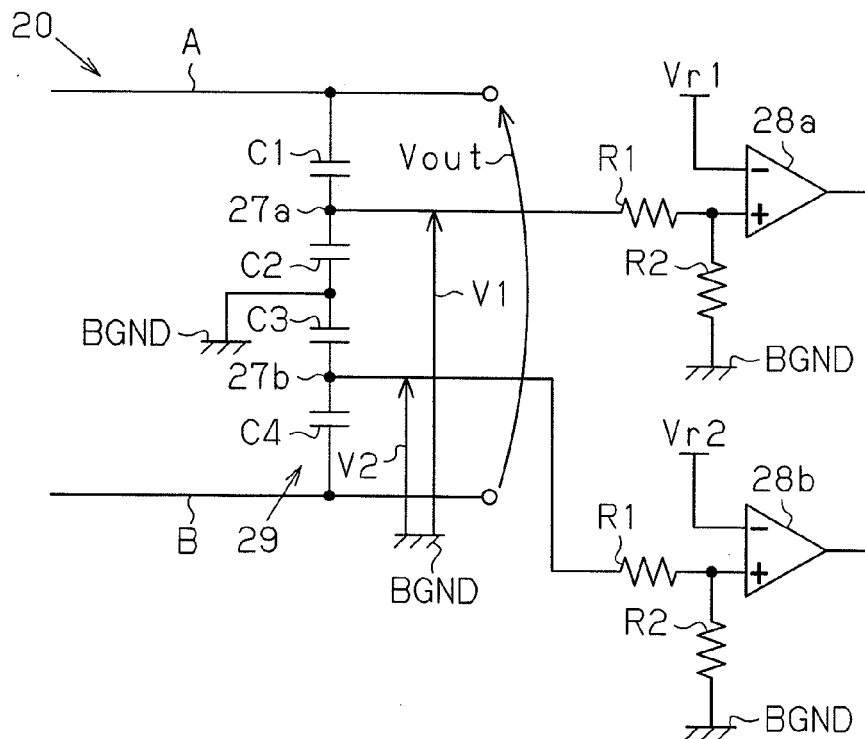 20
A
Vr1
28a
C1
Vout
R1
27a
R2
C2
V1
BGND
C3
BGND
27b
C4
Vr2
V2
28b
R1
B
29
BGND
R2
BGND